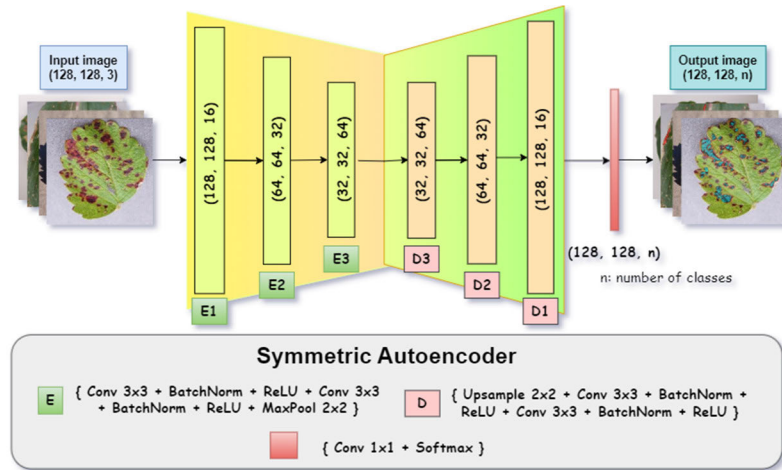 Input image
(128, 128, 3)
Output image
(128, 128, n)
(128, 128, 16)
(64, 64, 32)
(32, 32, 64)
(32, 32, 64)
(64, 64, 32)
(128, 128, 16)
(128, 128, n)
n: number of classes
E1
E2
E3
D3
D2
D1
Symmetric Autoencoder
E
{ Conv 3x3 + BatchNorm + ReLU + Conv 3x3
+ BatchNorm + ReLU + MaxPool 2x2 }
D
{ Upsample 2x2 + Conv 3x3 + BatchNorm +
ReLU + Conv 3x3 + BatchNorm + ReLU }
{ Conv 1x1 + Softmax }